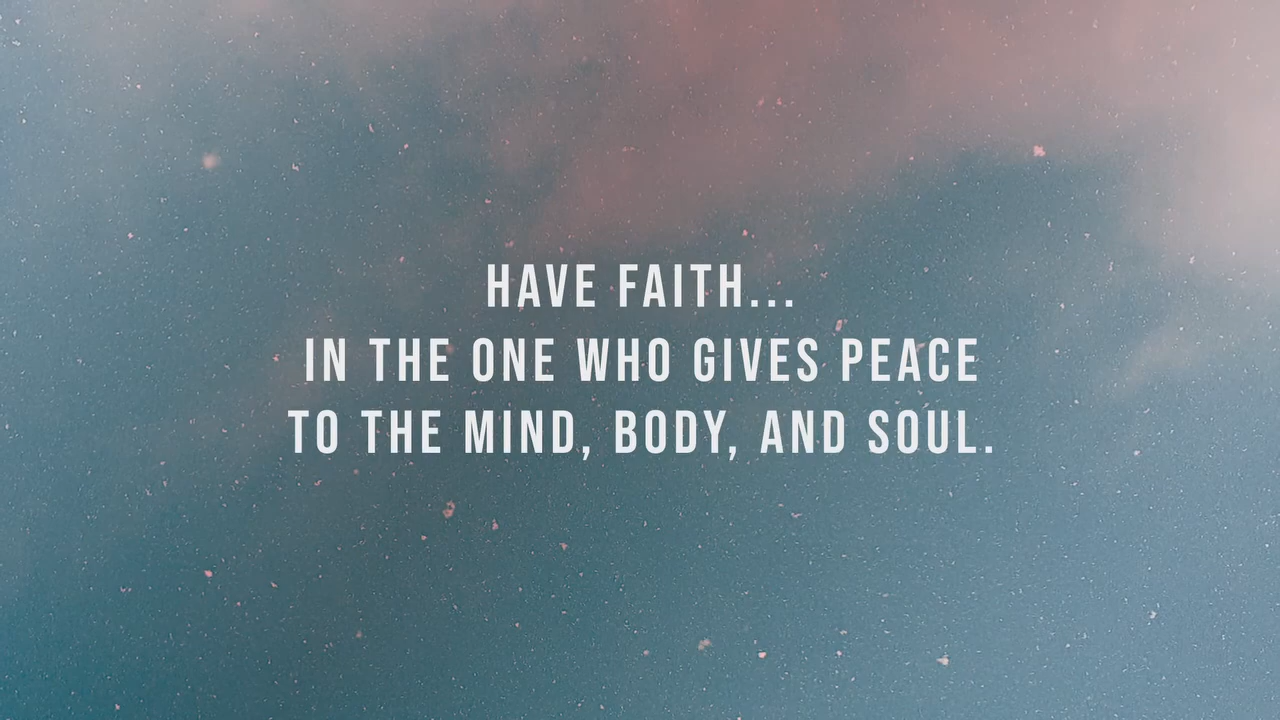 HAVE FAITH...
IN THE ONE WHO GIVES PEACE
TO THE MIND, BODY, AND SOUL.